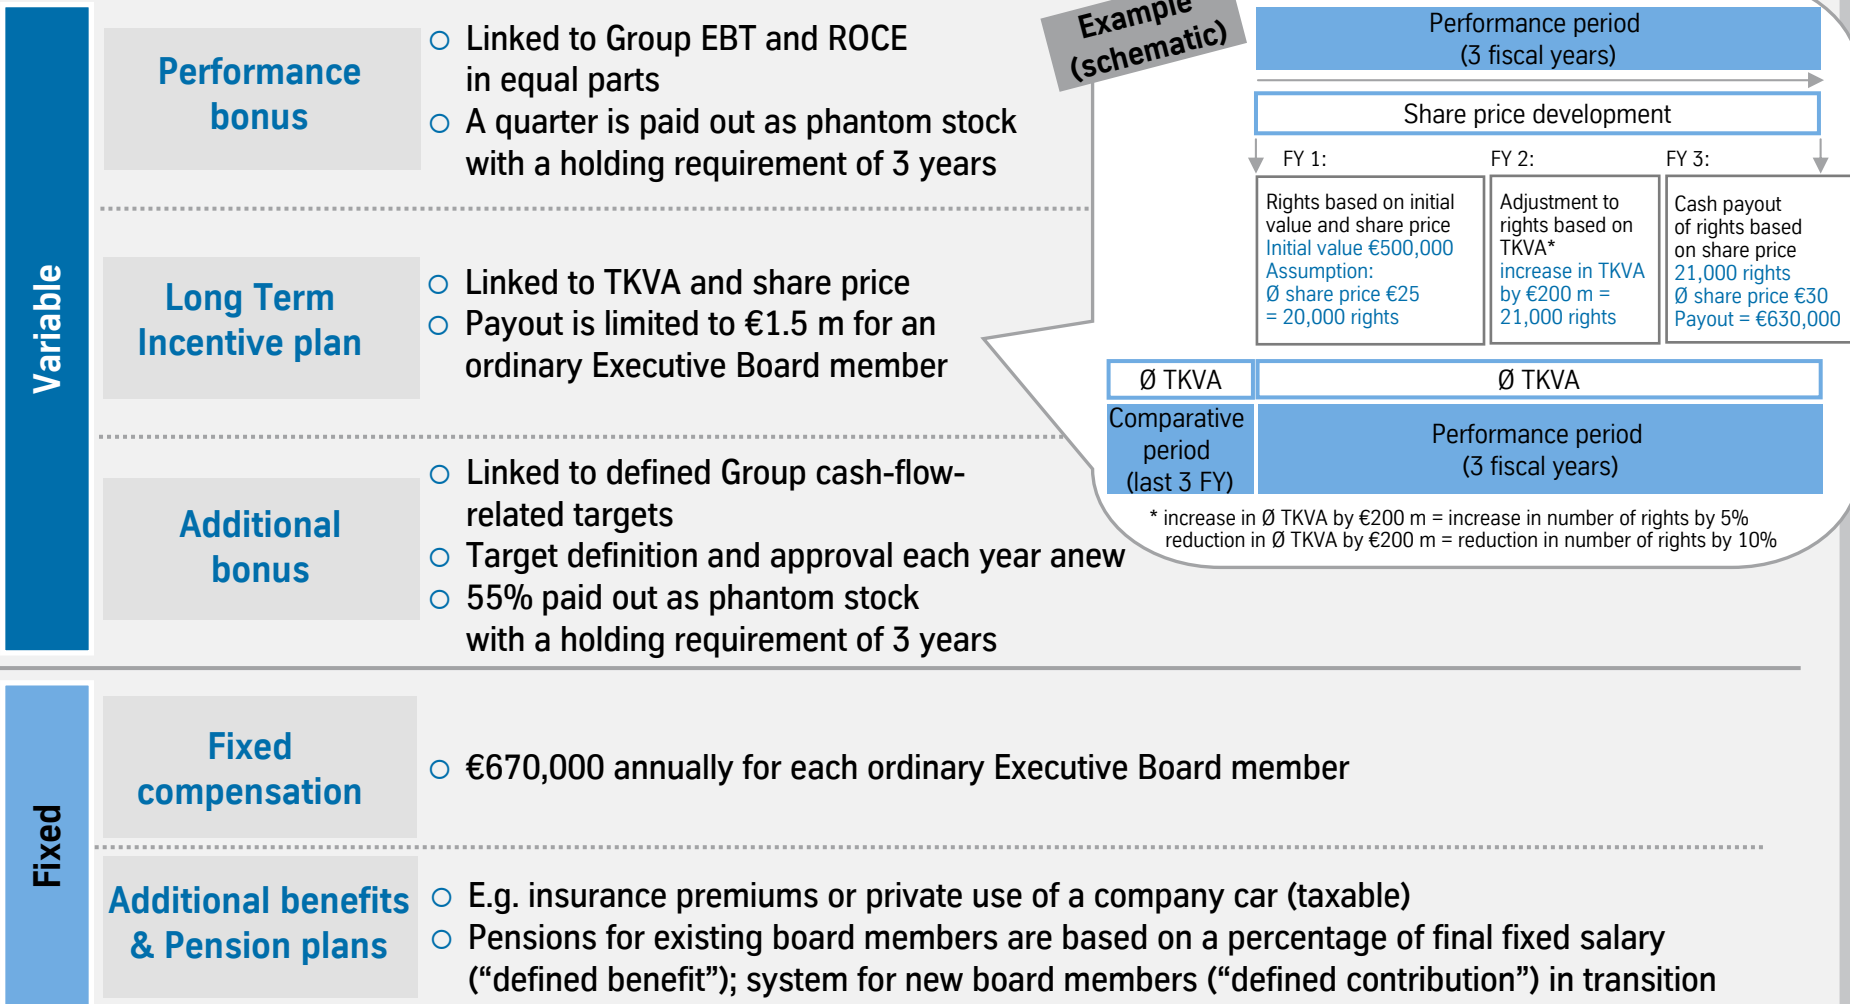 Variable
Performance
bonus
Linked to Group EBT and ROCE
in equal parts
A quarter is paid out as phantom stock
with a holding requirement of 3 years
Long Term
Incentive plan
Linked to TKVA and share price
Payout is limited to €1.5 m for an
ordinary Executive Board member
Additional
bonus
Linked to defined Group cash-flow-
related targets
Target definition and approval each year anew
55% paid out as phantom stock
with a holding requirement of 3 years
Example
(schematic)
Performance period
(3 fiscal years)
Share price development
FY 1:
Rights based on initial
value and share price
Initial value €500,000
Assumption:
Ø share price €25
= 20,000 rights
FY 2:
Adjustment to
rights based on
TKVA*
increase in TKVA
by €200 m =
21,000 rights
FY 3:
Cash payout
of rights based
on share price
21,000 rights
Ø share price €30
Payout = €630,000
Ø TKVA
Ø TKVA
Comparative
period
(last 3 FY)
Performance period
(3 fiscal years)
* increase in Ø TKVA by €200 m = increase in number of rights by 5%
reduction in Ø TKVA by €200 m = reduction in number of rights by 10%
Fixed
Fixed
compensation
€670,000 annually for each ordinary Executive Board member
Additional benefits
& Pension plans
E.g. insurance premiums or private use of a company car (taxable)
Pensions for existing board members are based on a percentage of final fixed salary
(“defined benefit”); system for new board members (“defined contribution”) in transition